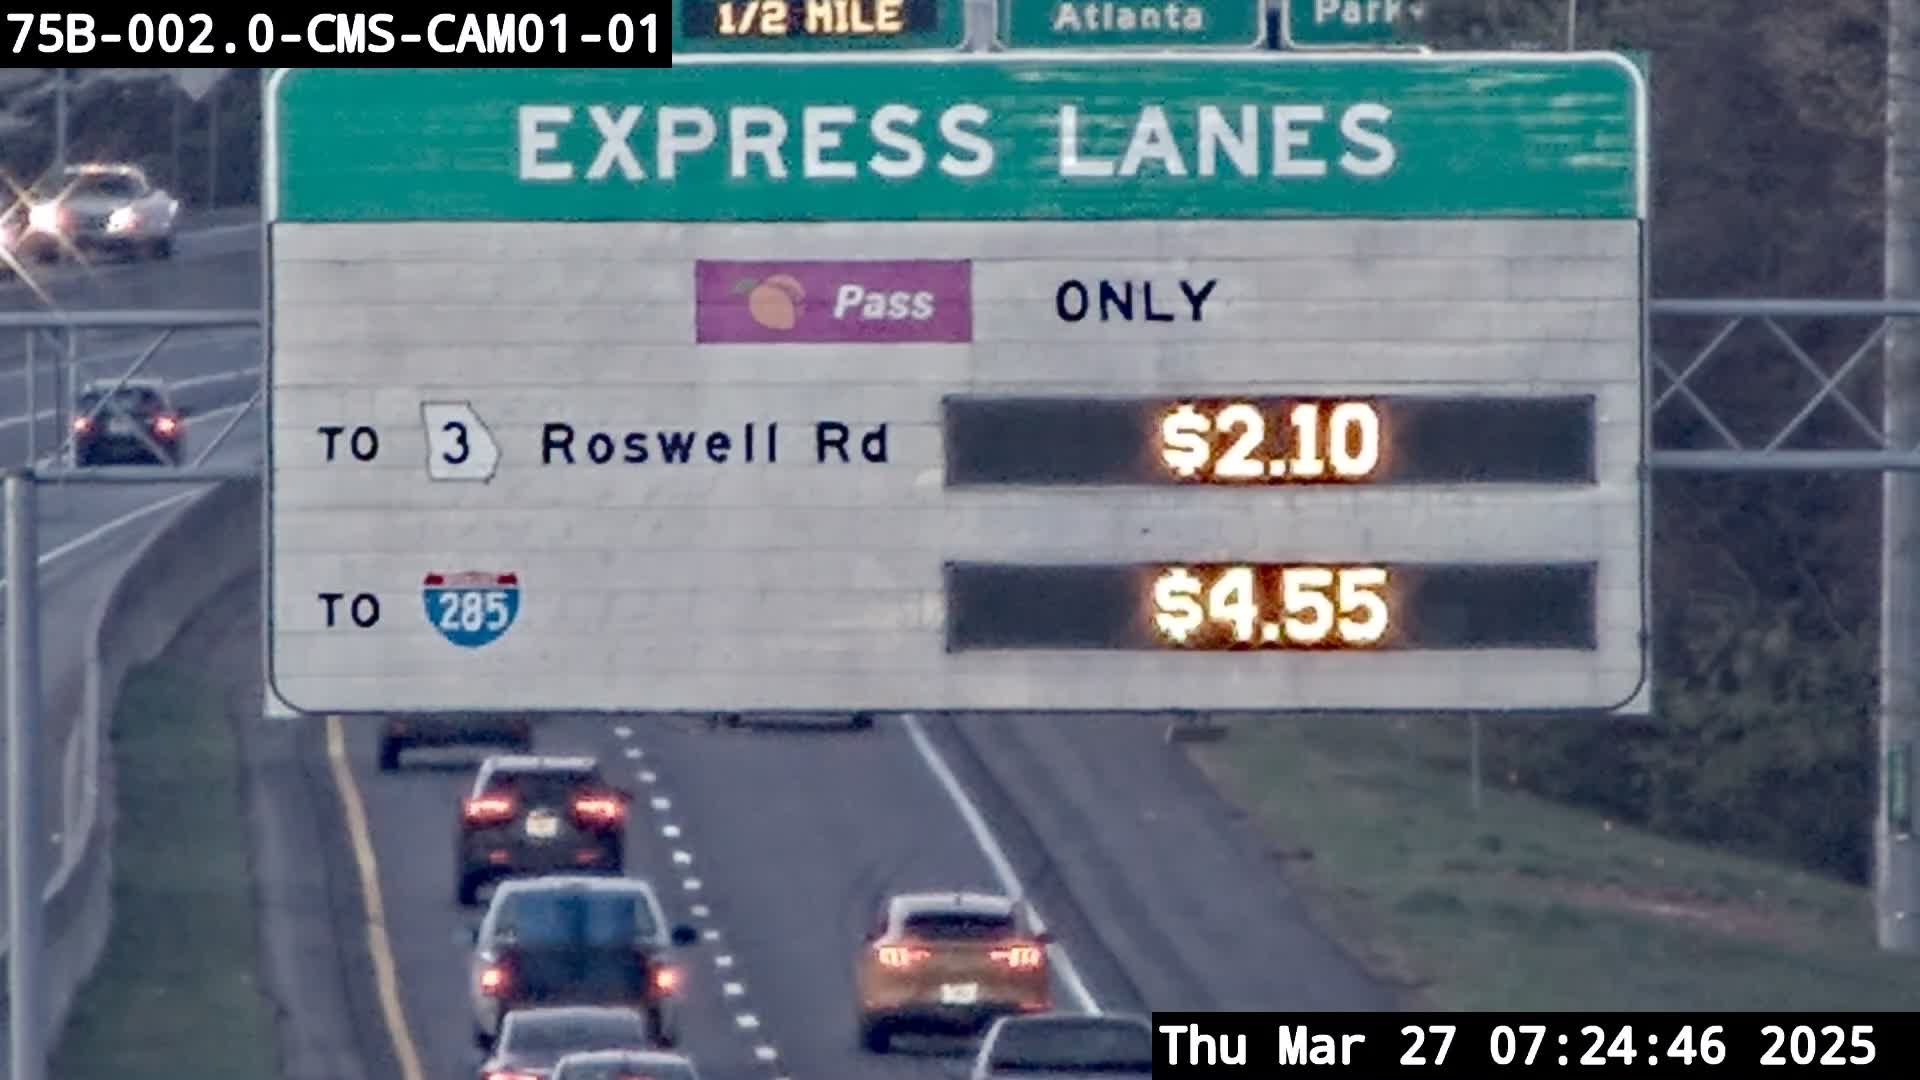 75B-002.0-CMS-CAM01-01
1/2 MILE
Atlanta
EXPRESS LANES
Pass ONLY
TO 3 Roswell Rd $2.10
TO 285 $4.55
Thu Mar 27 07:24:46 2025